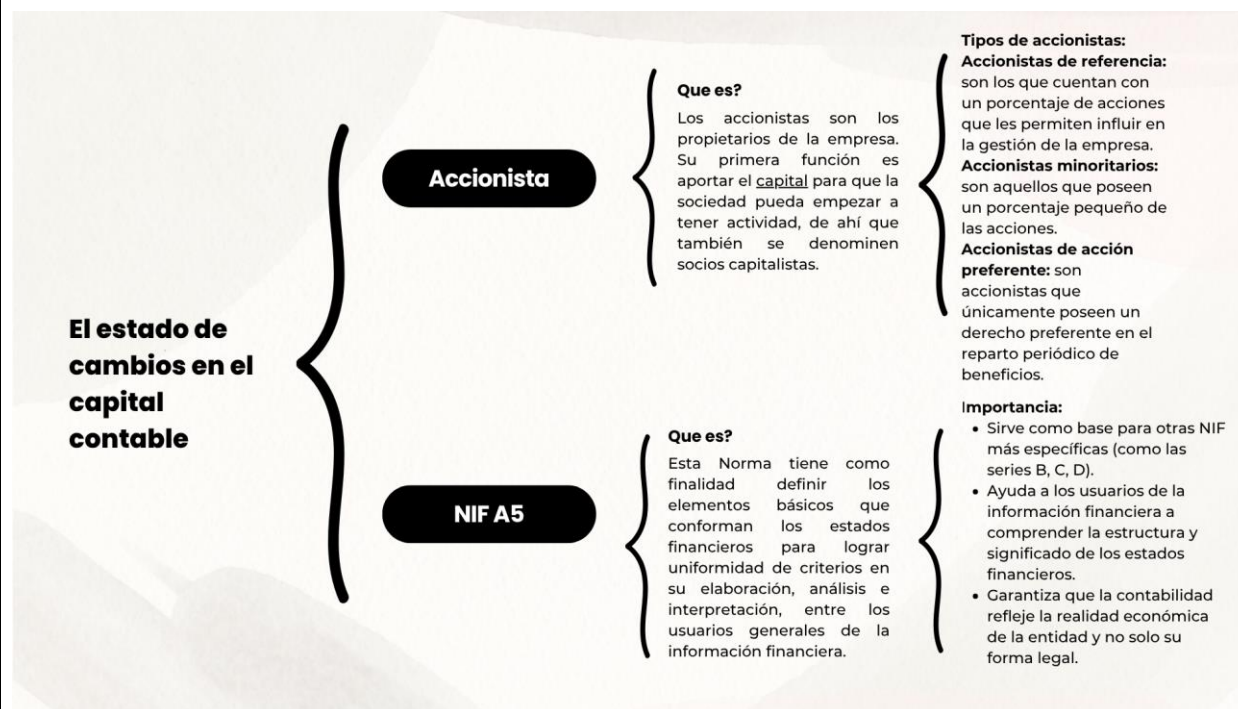 El estado de
cambios en el
capital
contable
Accionista
Que es?
Los accionistas son los
propietarios de la empresa.
Su primera función es
aportar el capital para que la
sociedad pueda empezar a
tener actividad, de ahí que
también se denominen
socios capitalistas.
Tipos de accionistas:
Accionistas de referencia:
son los que cuentan con
un porcentaje de acciones
que les permiten influir en
la gestión de la empresa.
Accionistas minoritarios:
son aquellos que poseen
un porcentaje pequeño de
las acciones.
Accionistas de acción
preferente: son
accionistas que
únicamente poseen un
derecho preferente en el
reparto periódico de
beneficios.
NIF A5
Que es?
Esta Norma tiene como
finalidad definir los
elementos básicos que
conforman los estados
financieros para lograr
uniformidad de criterios en
su elaboración, análisis e
interpretación, entre los
usuarios generales de la
información financiera.
Importancia:
• Sirve como base para otras NIF
más específicas (como las
series B, C, D).
• Ayuda a los usuarios de la
información financiera a
comprender la estructura y
significado de los estados
financieros.
• Garantiza que la contabilidad
refleje la realidad económica
de la entidad y no solo su
forma legal.